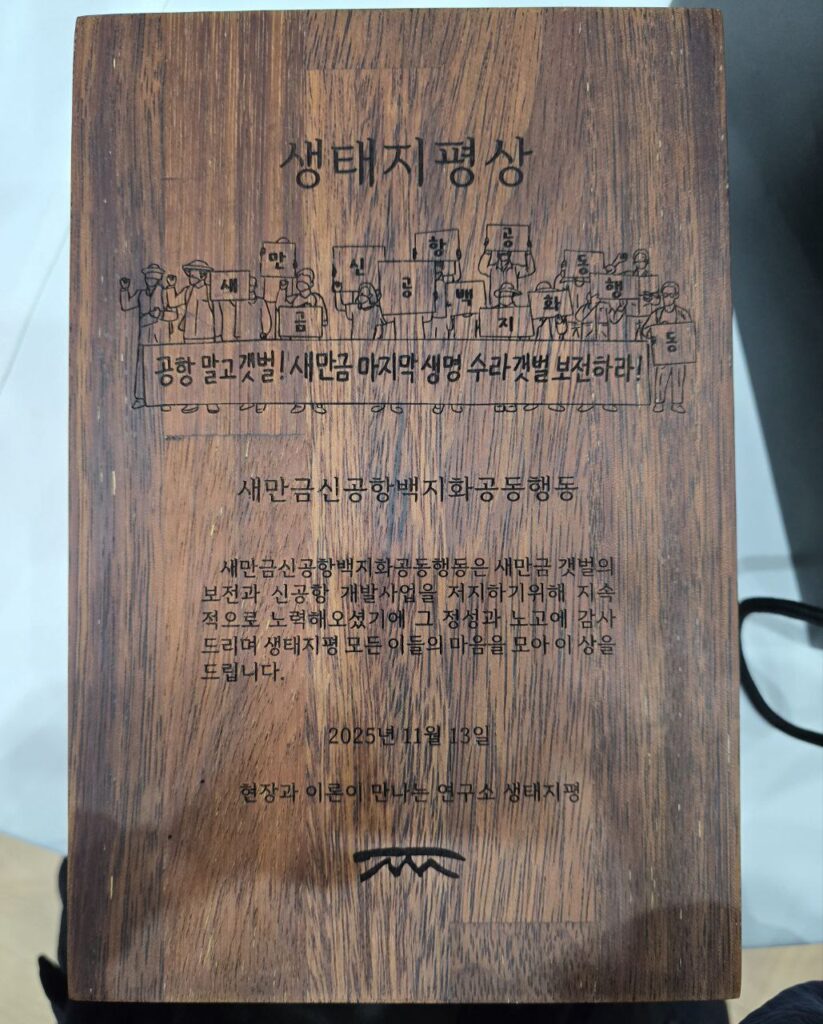 생태지평상
새만금신공항백지화공동행동
공항 말고 갯벌! 새만금 마지막 생명 수라갯벌 보전하라!
새만금신공항백지화공동행동
새만금신공항백지화공동행동은 새만금 갯벌의
보전과 신공항 개발사업을 저지하기위해 지속
적으로 노력해오셨기에 그 정성과 노고에 감사
드리며 생태지평 모든 이들의 마음을 모아 이 상을
드립니다.
2025년 11월 13일
현장과 이론이 만나는 연구소 생태지평